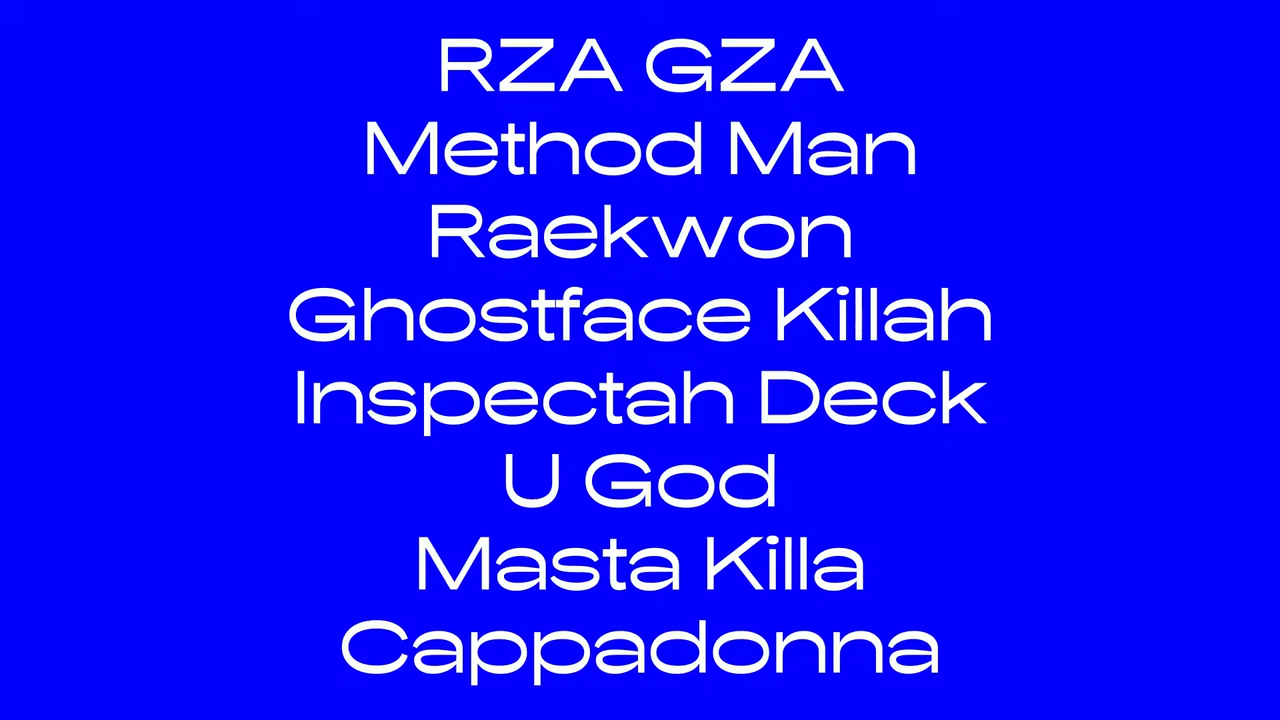 RZA GZA
Method Man
Raekwon
Ghostface Killah
Inspectah Deck
U God
Masta Killa
Cappadonna